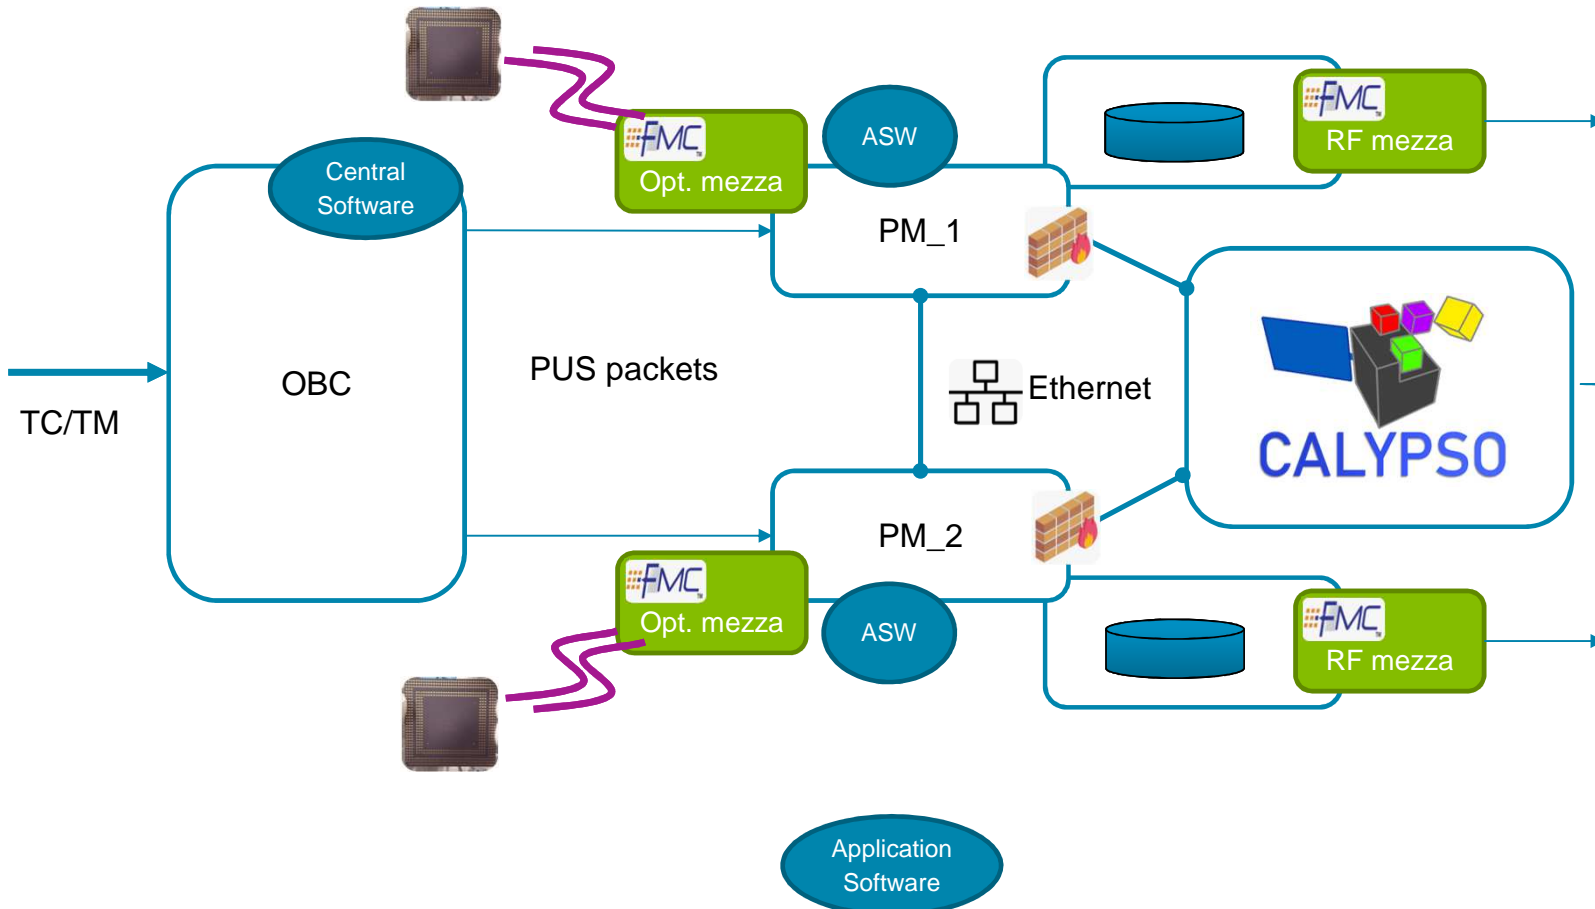 FMC
Opt. mezza
ASW
FMC
RF mezza
Central
Software
PM_1
TC/TM
OBC
PUS packets
Ethernet
CALYPSO
PM_2
FMC
Opt. mezza
ASW
FMC
RF mezza
Application
Software